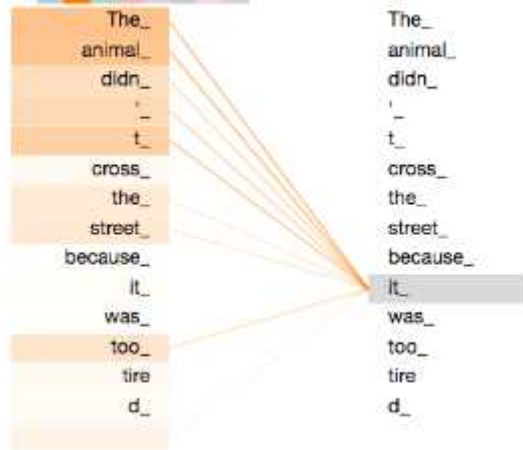 The_ The_
animal_ animal_
didn_ didn_
'_ '_
t_ t_
cross_ cross_
the_ the_
street_ street_
because_ because_
it_ it_
was_ was_
too_ too_
tire tire
d_ d_